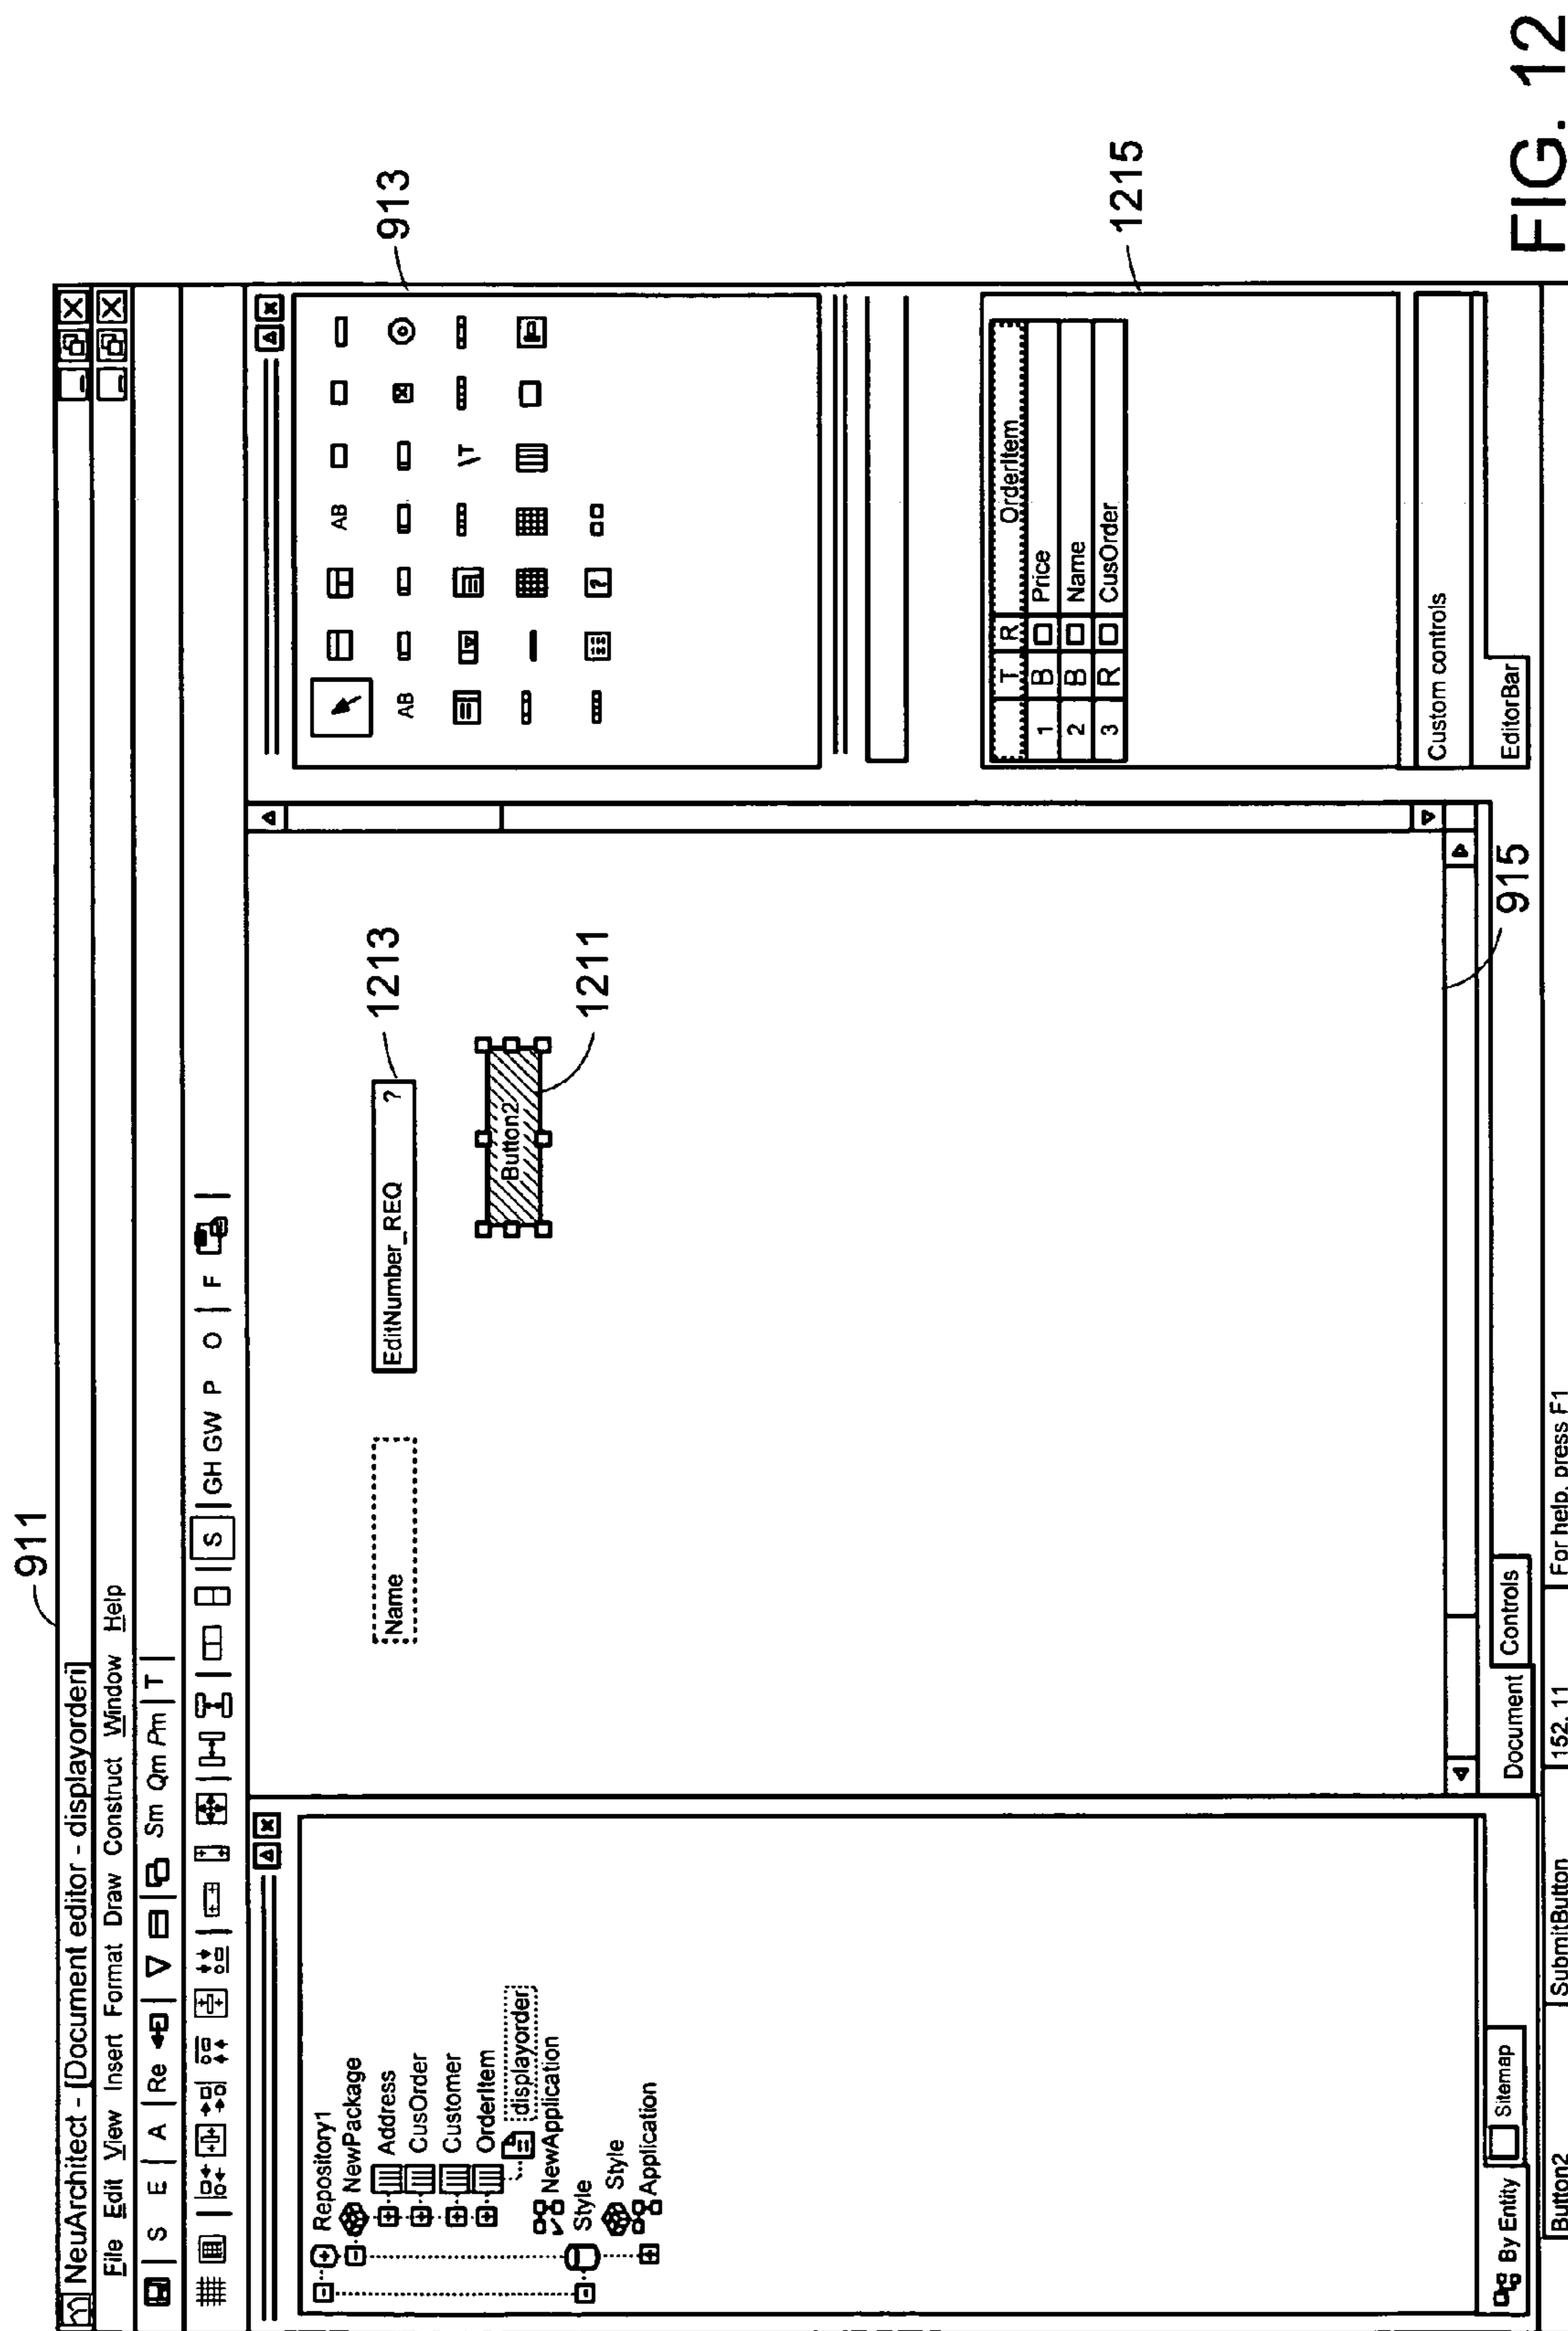 911
NeuArchitect - [Document editor - displayorderi]
File Edit View Insert Format Draw Construct Window Help
S E A Re Sm Qm Pm T
S GH GW P O F
Repository1
NewPackage
Address
CusOrder
Customer
OrderItem
displayorder
NewApplication
Style
Style
Application
By Entity Sitemap
Name
EditNumber_REQ ?
1213
Button2
1211
Document Controls
915
AB
AB
\T
?
913
T R OrderItem
1 B Price
2 B Name
3 R CusOrder
1215
Custom controls
EditorBar
Button2 SubmitButton 152, 11 For help, press F1
FIG. 12